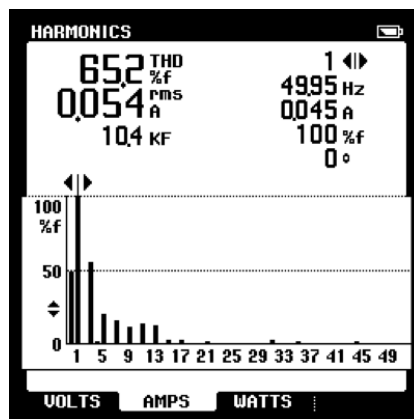 HARMONICS
65.2 THD %f
0.054 rms A
10.4 KF
1
49.95 Hz
0.045 A
100 %f
0 °
100
%f
50
0
1 5 9 13 17 21 25 29 33 37 41 45 49
VOLTS AMPS WATTS